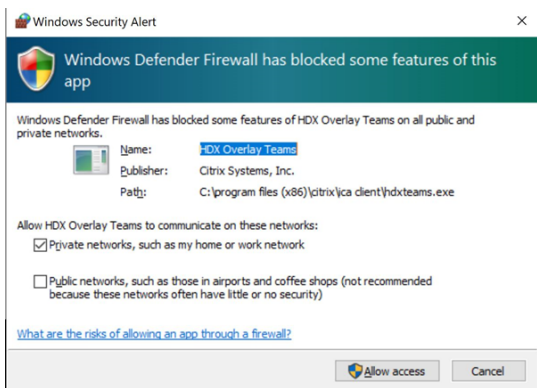 Windows Security Alert
Windows Defender Firewall has blocked some features of this
app
Windows Defender Firewall has blocked some features of HDX Overlay Teams on all public and
private networks.
Name: HDX Overlay Teams
Publisher: Citrix Systems, Inc.
Path: C:\program files (x86)\citrix\ica client\hdxteams.exe
Allow HDX Overlay Teams to communicate on these networks:
Private networks, such as my home or work network
Public networks, such as those in airports and coffee shops (not recommended
because these networks often have little or no security)
What are the risks of allowing an app through a firewall?
Allow access Cancel